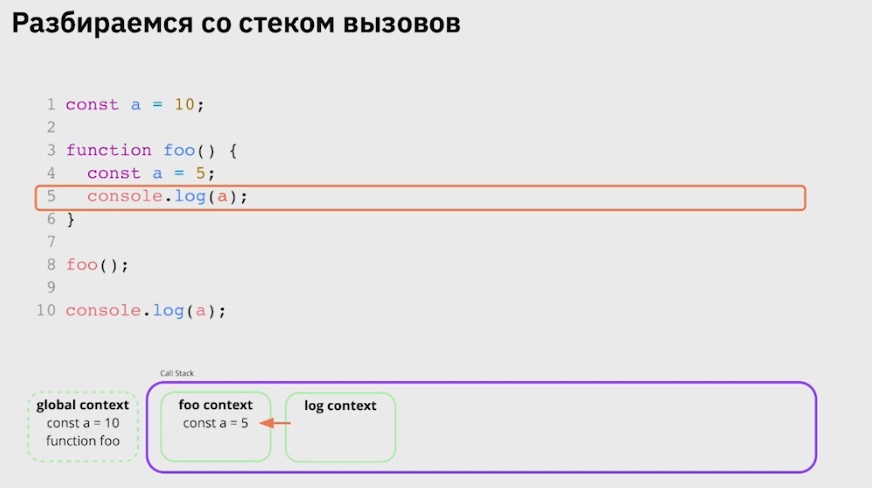 Разбираемся со стеком вызовов
1 const a = 10;
2
3 function foo() {
4 const a = 5;
5 console.log(a);
6 }
7
8 foo();
9
10 console.log(a);
Call Stack
global context
const a = 10
function foo
foo context
const a = 5
log context